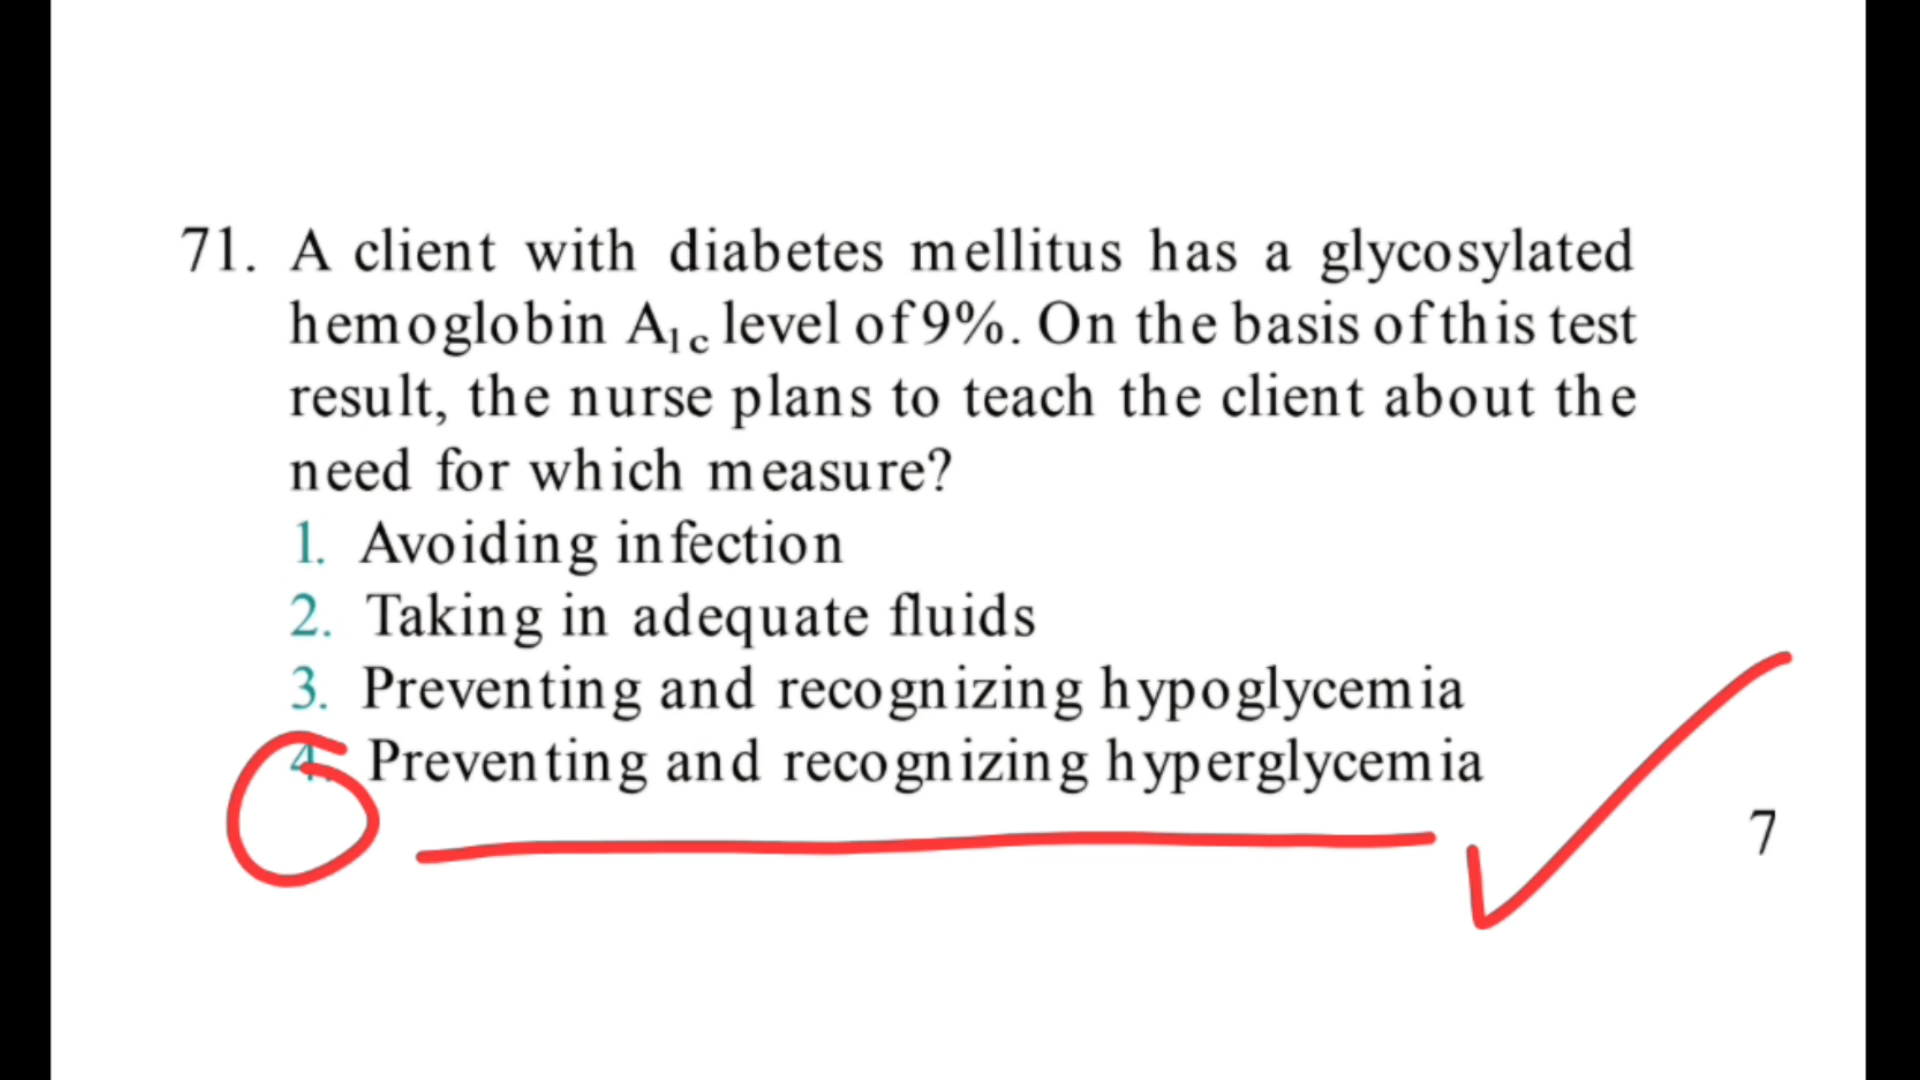 71. A client with diabetes mellitus has a glycosylated
hemoglobin A1c level of 9%. On the basis of this test
result, the nurse plans to teach the client about the
need for which measure?
1. Avoiding infection
2. Taking in adequate fluids
3. Preventing and recognizing hypoglycemia
4. Preventing and recognizing hyperglycemia
7